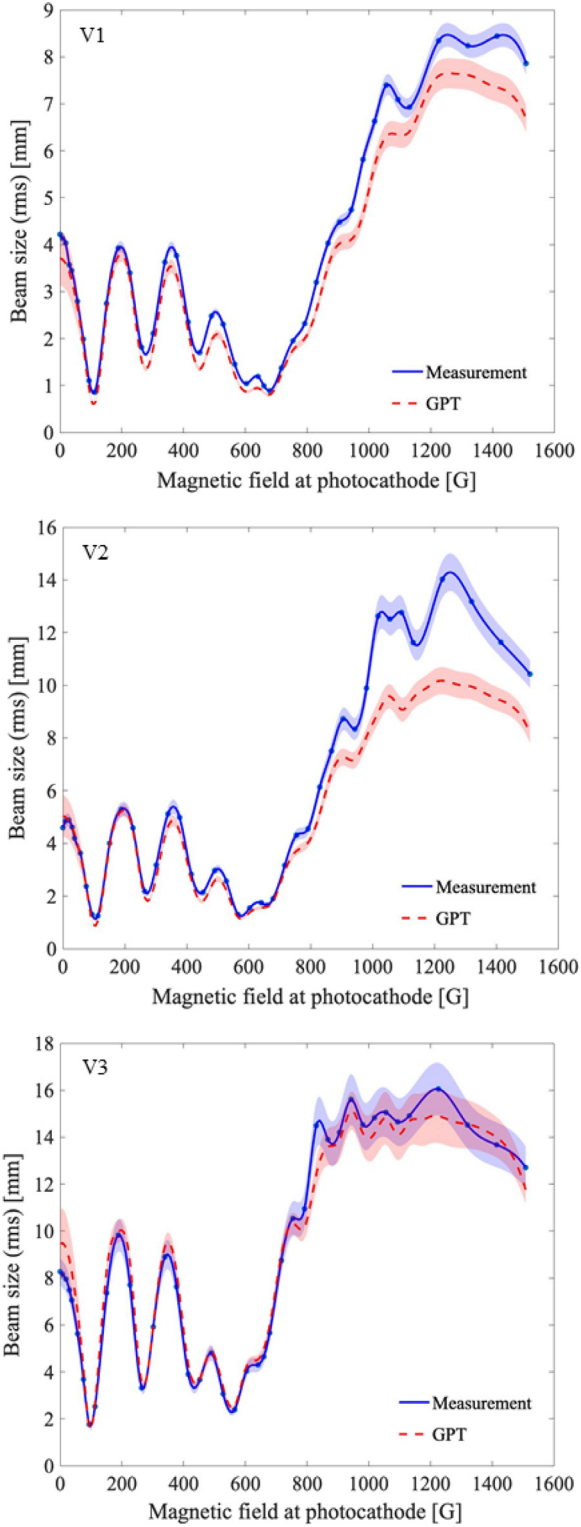 V1
Beam size (rms) [mm]
9
8
7
6
5
4
3
2
1
0
Measurement
GPT
0 200 400 600 800 1000 1200 1400 1600
Magnetic field at photocathode [G]
V2
Beam size (rms) [mm]
16
14
12
10
8
6
4
2
0
Measurement
GPT
0 200 400 600 800 1000 1200 1400 1600
Magnetic field at photocathode [G]
V3
Beam size (rms) [mm]
18
16
14
12
10
8
6
4
2
0
Measurement
GPT
0 200 400 600 800 1000 1200 1400 1600
Magnetic field at photocathode [G]